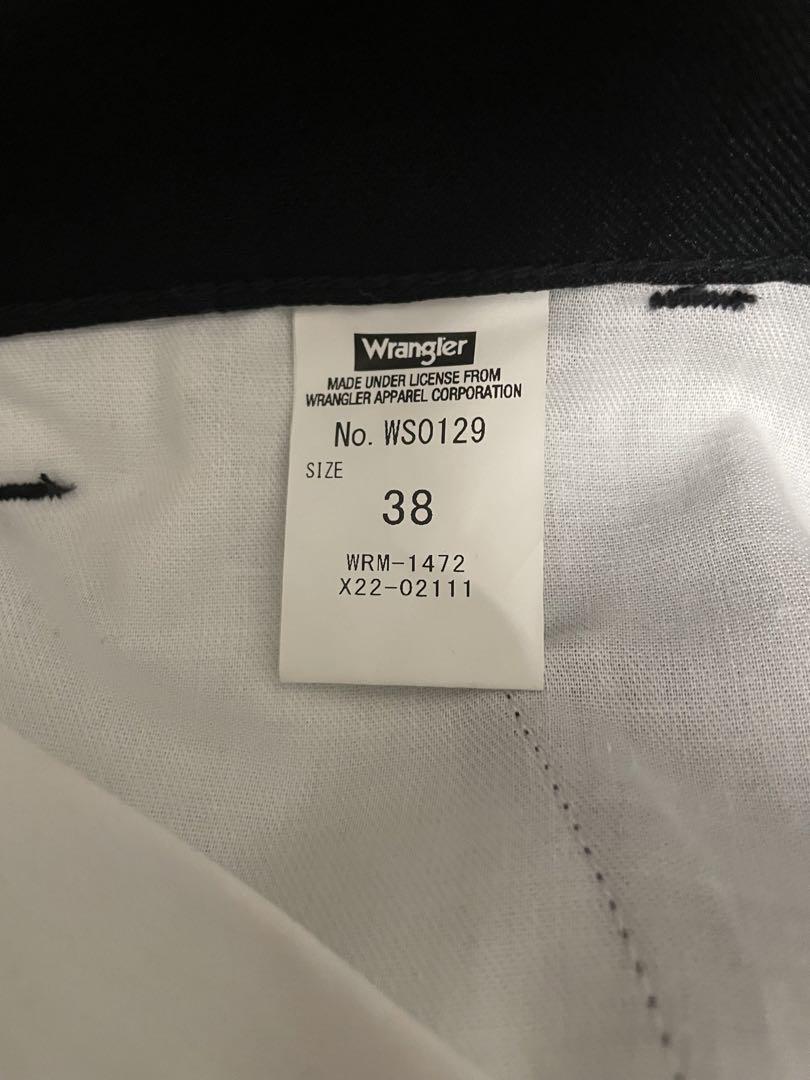 Wrangler
MADE UNDER LICENSE FROM
WRANGLER APPAREL CORPORATION
No. WS0129
SIZE
38
WRM-1472
X22-02111